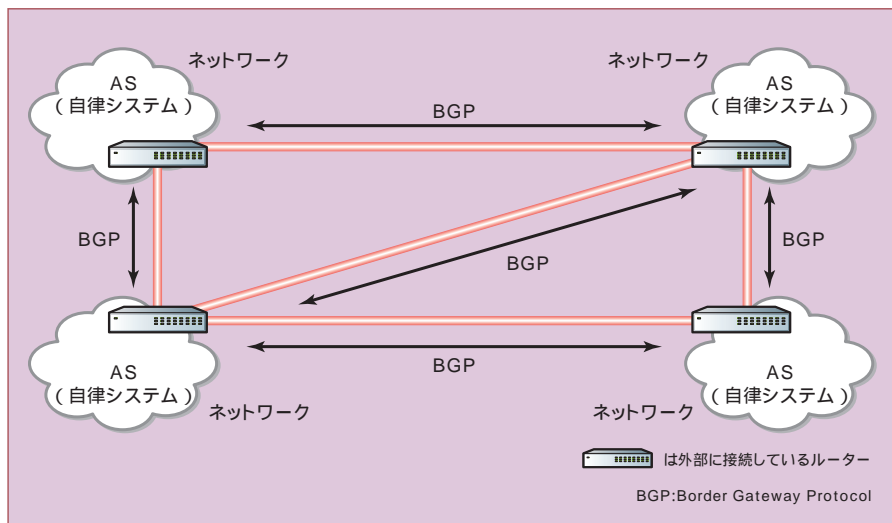 ネットワーク
AS
( 自律システム )
BGP
ネットワーク
AS
( 自律システム )
BGP
BGP
BGP
AS
( 自律システム )
ネットワーク
BGP
ネットワーク
AS
( 自律システム )
は外部に接続しているルーター
BGP:Border Gateway Protocol